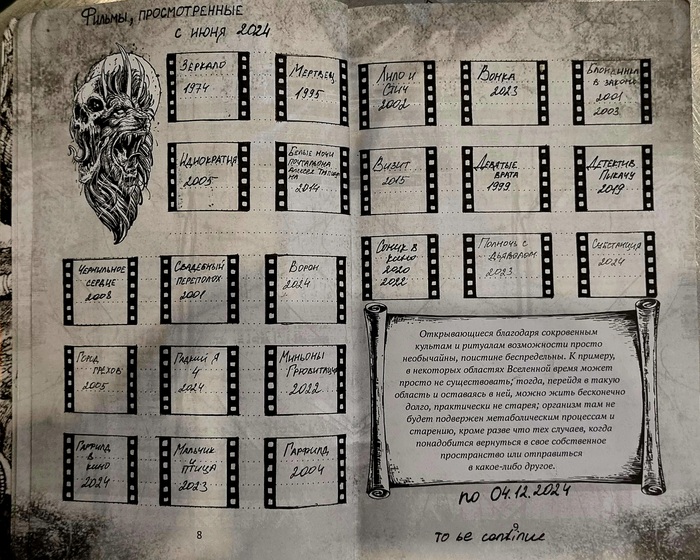 Фильмы, просмотренные
с июня 2024
Зеркало
1974
Мертвец
1995
Идиократия
2005
Белые ночи
почтальона
Алексея Тряпицы
на
2014
Чернильное
сердце
2008
Свадебный
переполох
2001
Ворон
2024
Город
грехов
2005
Гадкий Я
4
2024
Миньоны
Грювитация
2022
Гарфилд
в
кино
2024
Мальчик
и
птица
2023
Гарфилд
2004
8
Лило и
Стич
2002
Вонка
2023
Блондинка
в законе
2001
2003
Визит
2015
Девятые
врата
1999
Детектив
Пикачу
2019
Соник в
кино
2020
2022
Полночь с
дьяволом
2023
Субстанция
2024
Открывающиеся благодаря сокровенным
культам и ритуалам возможности просто
необычайны, поистине беспредельны. К примеру,
в некоторых областях Вселенной время может
просто не существовать; тогда, перейдя в такую
область и оставаясь в ней, можно жить бесконечно
долго, практически не старея; организм там не
будет подвержен метаболическим процессам и
старению, кроме разве что тех случаев, когда
понадобится вернуться в свое собственное
пространство или отправиться
в какое-либо другое.
по 04.12.2024
9
to be continue